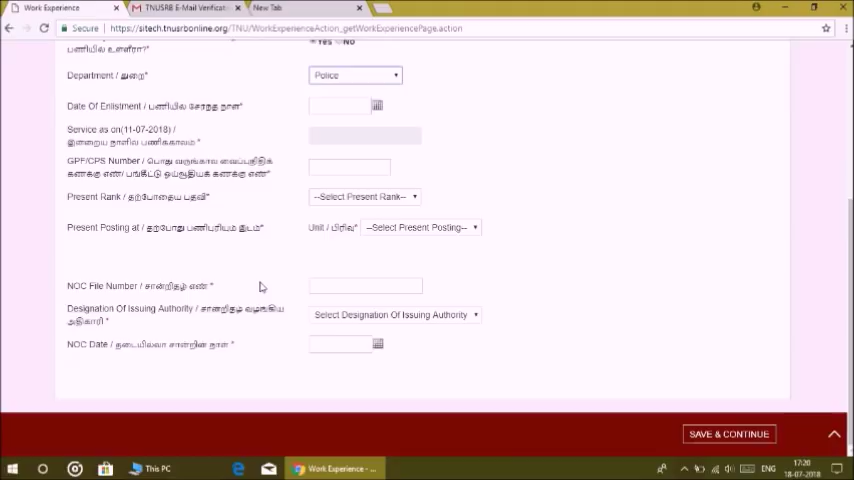 Work Experience
TNUSRB E-Mail Verificati
New Tab
Secure
https://sitech.tnusrbonline.org/TNU/WorkExperienceAction_getWorkExperiencePage.action
பணியில் உள்ளீரா?*
Yes No
Department / துறை*
Police
Date Of Enlistment / பணியில் சேர்ந்த நாள்*
Service as on(11-07-2018) /
இன்றைய நாளில் பணிக்காலம் *
GPF/CPS Number / பொது வருங்கால வைப்புநிதிக்
கணக்கு எண்/ பங்கீட்டு ஓய்வூதியக் கணக்கு எண்*
Present Rank / தற்போதைய பதவி*
--Select Present Rank--
Present Posting at / தற்போது பணிபுரியும் இடம்*
Unit / பிரிவு*
--Select Present Posting--
NOC File Number / சான்றிதழ் எண் *
Designation Of Issuing Authority / சான்றிதழ் வழங்கிய
அதிகாரி *
Select Designation Of Issuing Authority
NOC Date / தடையில்லா சான்றின் நாள் *
SAVE & CONTINUE
This PC
Work Experience - ...
ENG
17:20
18-07-2018